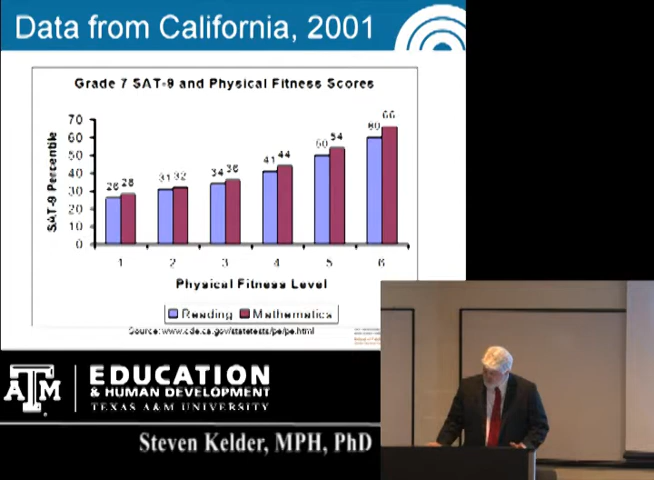 Data from California, 2001
Grade 7 SAT-9 and Physical Fitness Scores
SAT-9 Percentile
70
60
50
40
30
20
10
0
26 28 31 32 34 36 41 44 50 54 60 66
1 2 3 4 5 6
Physical Fitness Level
Reading Mathematics
Source: www.cde.ca.gov/statetests/pe/pe.html
ATM EDUCATION
& HUMAN DEVELOPMENT
TEXAS A&M UNIVERSITY
Steven Kelder, MPH, PhD